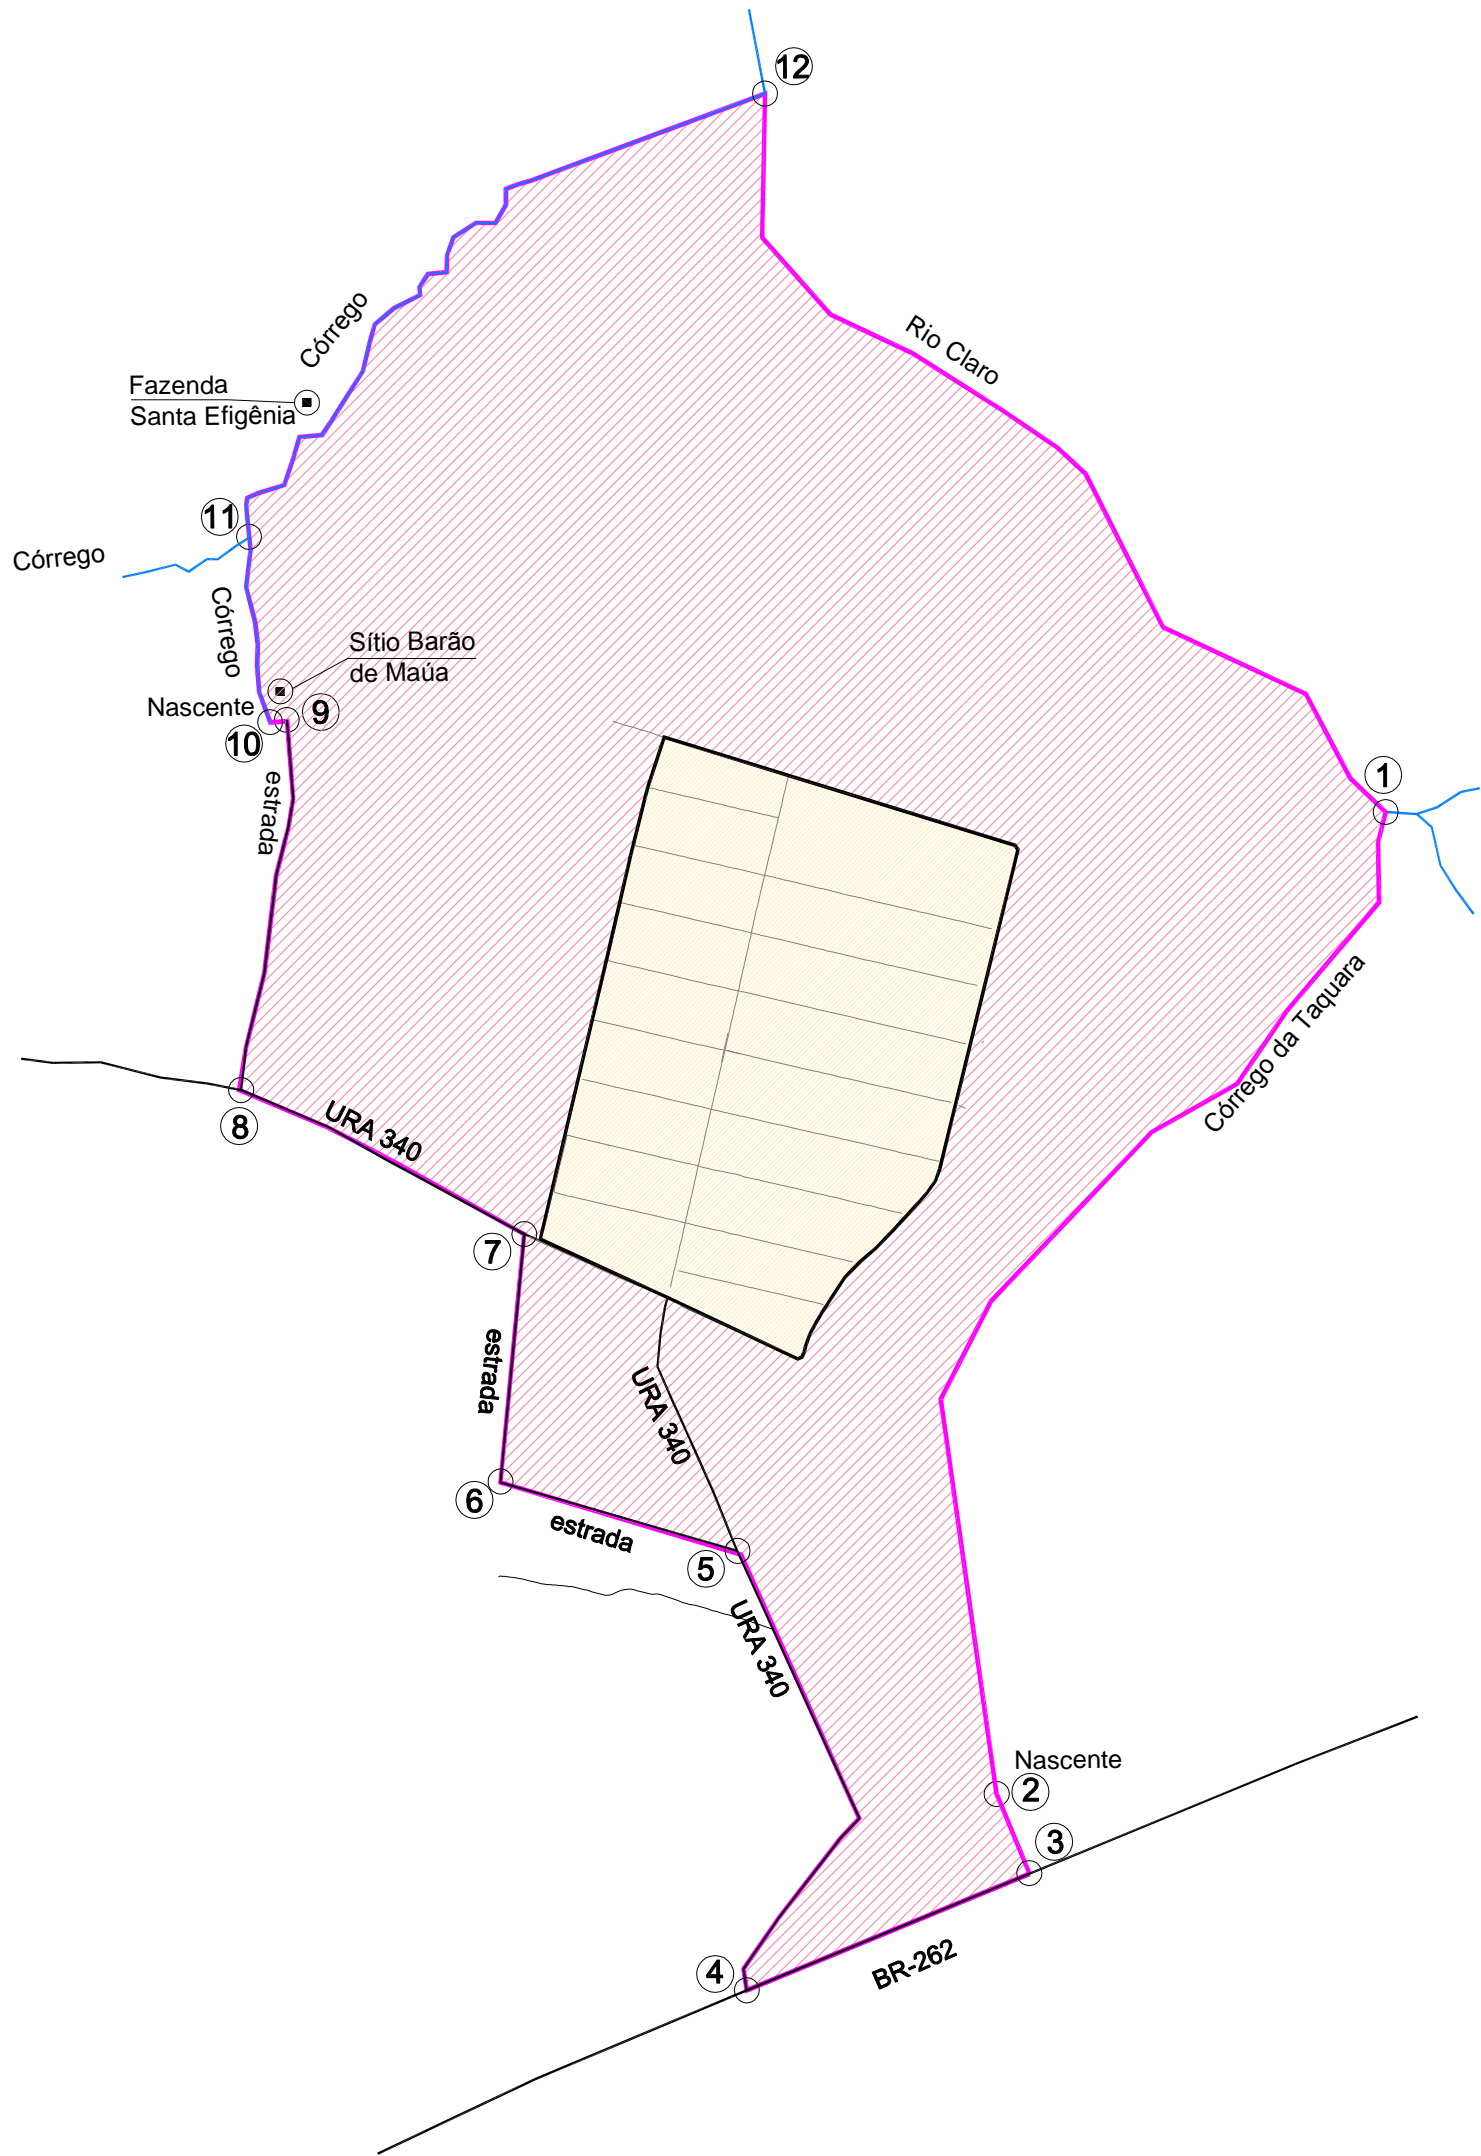 12
Rio Claro
Córrego
Fazenda
Santa Efigênia
11
Córrego
Córrego
Sítio Barão
de Maúa
Nascente
9
10
estrada
1
Córrego da Taquara
8
URA 340
7
estrada
URA 340
6
estrada
5
URA 340
Nascente
2
3
4
BR-262